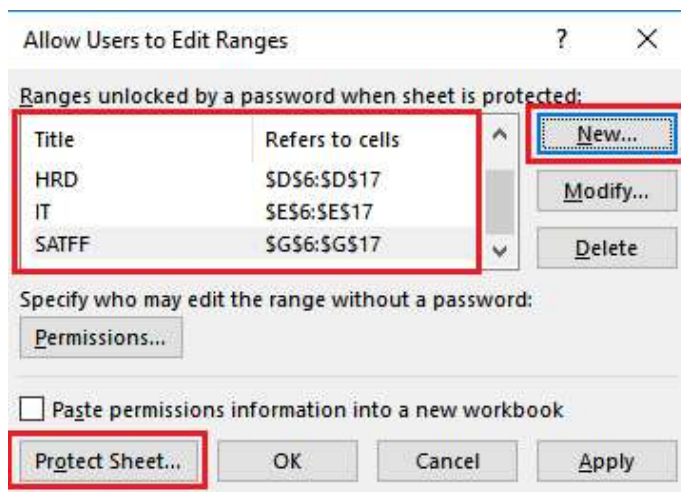 Allow Users to Edit Ranges ? ×
Ranges unlocked by a password when sheet is protected:
Title Refers to cells New...
HRD $D$6:$D$17 Modify...
IT $E$6:$E$17
SATFF $G$6:$G$17 Delete
Specify who may edit the range without a password:
Permissions...
Paste permissions information into a new workbook
Protect Sheet... OK Cancel Apply